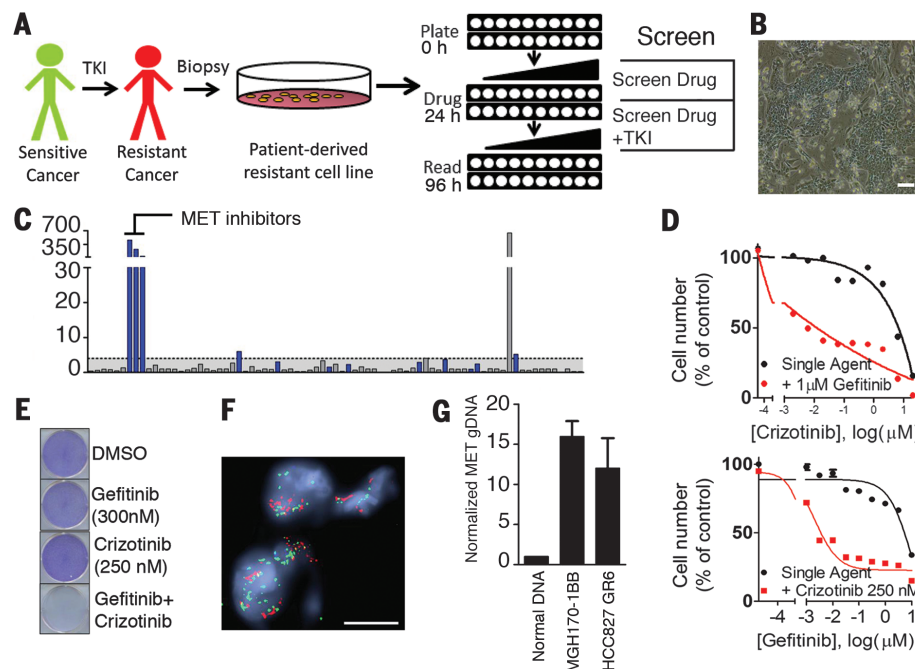 A
TKI
Biopsy
Sensitive
Cancer
Resistant
Cancer
Patient-derived
resistant cell line
Plate
0 h
Drug
24 h
Read
96 h
Screen
Screen Drug
Screen Drug
+TKI
B
C
MET inhibitors
700
350
30
20
10
0
D
Cell number
(% of control)
100
50
0
Single Agent
+ 1µM Gefitinib
-4 -3 -2 -1 0 1
[Crizotinib], log(µM)
Cell number
(% of control)
100
50
0
Single Agent
+ Crizotinib 250 nM
-4 -3 -2 -1 0 1
[Gefitinib], log(µM)
E
DMSO
Gefitinib
(300nM)
Crizotinib
(250 nM)
Gefitinib+
Crizotinib
F
G
Normalized MET gDNA
20
15
10
5
0
Normal DNA
MGH170-1BB
HCC827 GR6